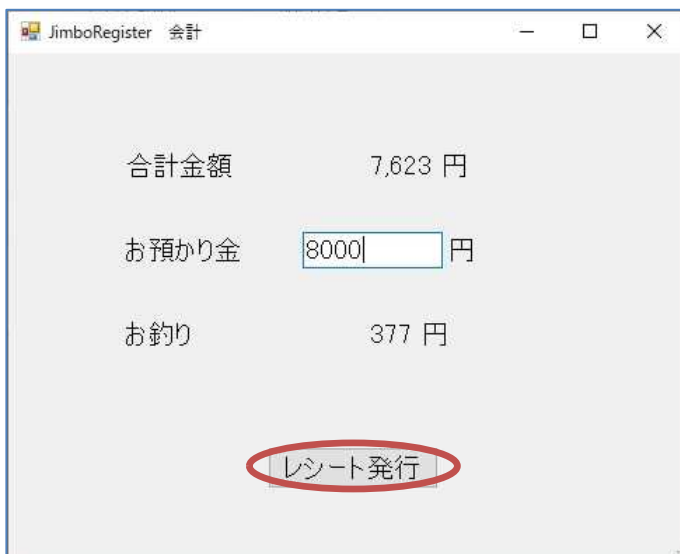 JimboRegister 会計
合計金額 7,623 円
お預かり金 8000 円
お釣り 377 円
レシート発行